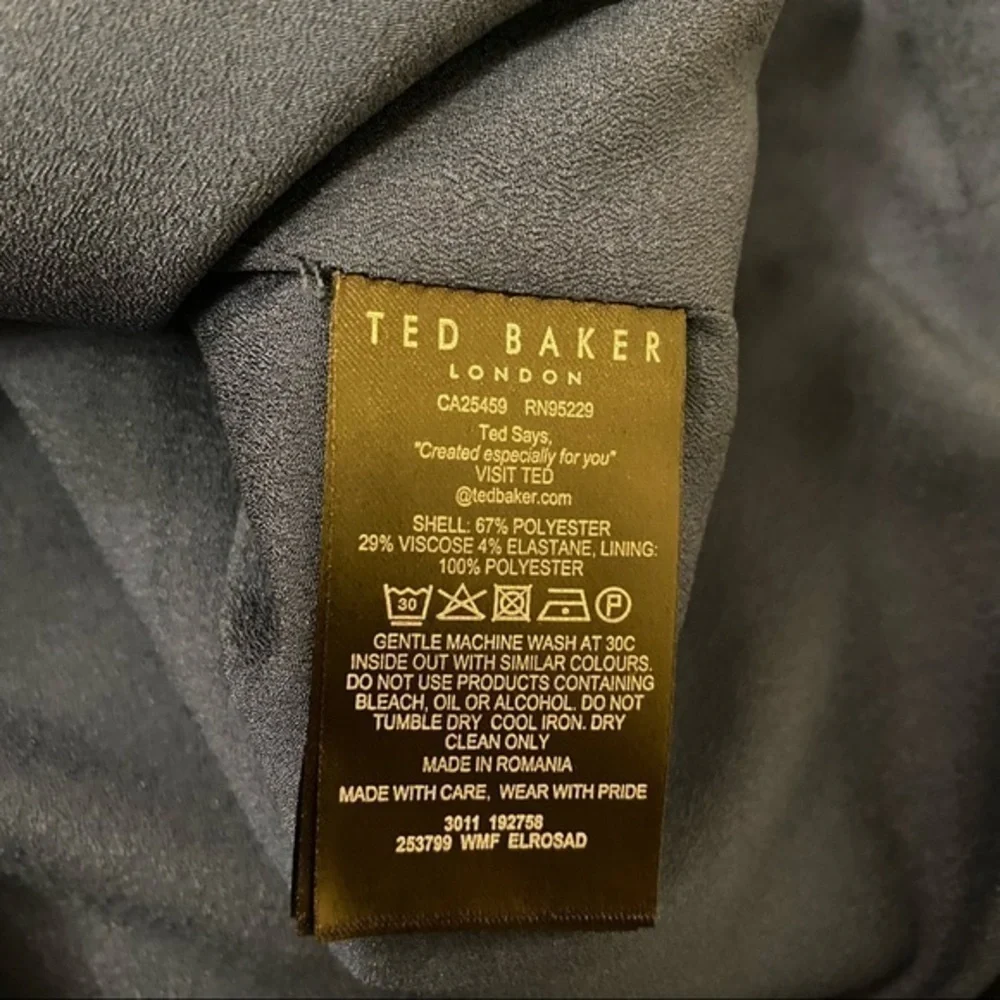 TED BAKER
LONDON
CA25459 RN95229
Ted Says,
"Created especially for you"
VISIT TED
@tedbaker.com
SHELL: 67% POLYESTER
29% VISCOSE 4% ELASTANE, LINING:
100% POLYESTER
30 P
GENTLE MACHINE WASH AT 30C
INSIDE OUT WITH SIMILAR COLOURS.
DO NOT USE PRODUCTS CONTAINING
BLEACH, OIL OR ALCOHOL. DO NOT
TUMBLE DRY. COOL IRON. DRY
CLEAN ONLY
MADE IN ROMANIA
MADE WITH CARE, WEAR WITH PRIDE
3011 192758
253799 WMF ELROSAD